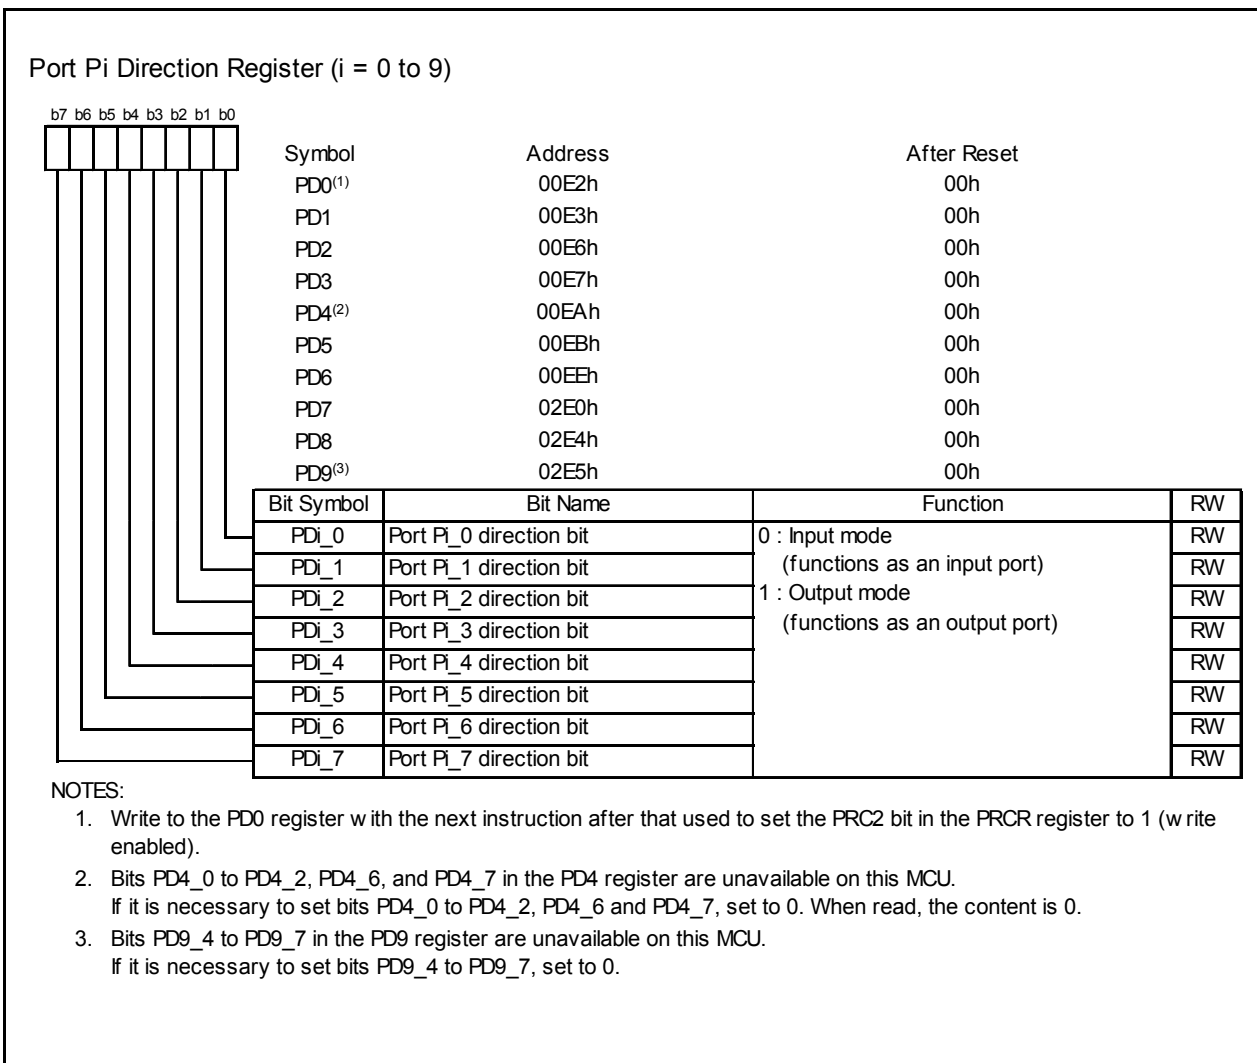 Port Pi Direction Register (i = 0 to 9)
b7 b6 b5 b4 b3 b2 b1 b0
Symbol Address After Reset
PD0(1) 00E2h 00h
PD1 00E3h 00h
PD2 00E6h 00h
PD3 00E7h 00h
PD4(2) 00EAh 00h
PD5 00EBh 00h
PD6 00EEh 00h
PD7 02E0h 00h
PD8 02E4h 00h
PD9(3) 02E5h 00h
Bit Symbol Bit Name Function RW
PDi_0 Port Pi_0 direction bit 0 : Input mode RW
PDi_1 Port Pi_1 direction bit (functions as an input port) RW
PDi_2 Port Pi_2 direction bit 1 : Output mode RW
PDi_3 Port Pi_3 direction bit (functions as an output port) RW
PDi_4 Port Pi_4 direction bit RW
PDi_5 Port Pi_5 direction bit RW
PDi_6 Port Pi_6 direction bit RW
PDi_7 Port Pi_7 direction bit RW
NOTES:
1. Write to the PD0 register with the next instruction after that used to set the PRC2 bit in the PRCR register to 1 (write
enabled).
2. Bits PD4_0 to PD4_2, PD4_6, and PD4_7 in the PD4 register are unavailable on this MCU.
If it is necessary to set bits PD4_0 to PD4_2, PD4_6 and PD4_7, set to 0. When read, the content is 0.
3. Bits PD9_4 to PD9_7 in the PD9 register are unavailable on this MCU.
If it is necessary to set bits PD9_4 to PD9_7, set to 0.